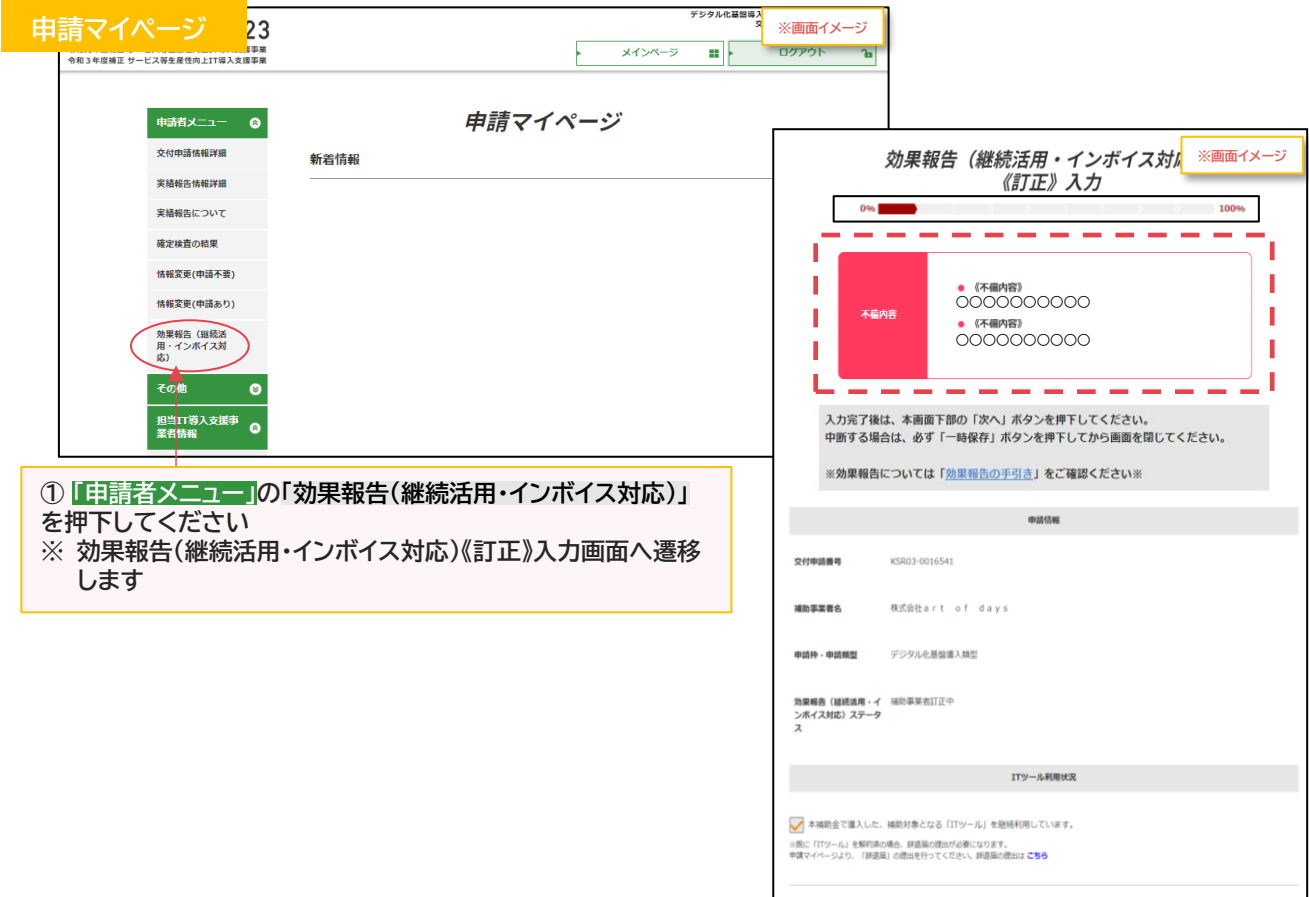 申請マイページ
23
デジタル化基盤導入
※画面イメージ
令和3年度補正 サービス等生産性向上IT導入支援事業
メインページ
ログアウト
申請マイページ
新着情報
申請者メニュー
交付申請情報詳細
実績報告情報詳細
実績報告について
確定検査の結果
情報変更(申請不要)
情報変更(申請あり)
効果報告（継続活
用・インボイス対
応）
その他
担当IT導入支援事
業者情報
① 「申請者メニュー」の「効果報告(継続活用・インボイス対応)」
を押下してください
※ 効果報告(継続活用・インボイス対応)《訂正》入力画面へ遷移
します
※画面イメージ
効果報告（継続活用・インボイス対応
《訂正》入力
0%
100%
不備内容
《不備内容》
○○○○○○○○○○
《不備内容》
○○○○○○○○○○
入力完了後は、本画面下部の「次へ」ボタンを押下してください。
中断する場合は、必ず「一時保存」ボタンを押下してから画面を閉じてください。
※効果報告については「効果報告の手引き」をご確認ください※
申請情報
交付申請番号 KSR03-0016541
補助事業者名 株式会社ａｒｔ　ｏｆ　ｄａｙｓ
申請枠・申請類型 デジタル化基盤導入類型
効果報告（継続活用・イ 補助事業者訂正中
ンボイス対応）ステータ
ス
ITツール利用状況
本補助金で導入した、補助対象となる「ITツール」を継続利用しています。
※既に「ITツール」を解約済の場合、辞退届の提出が必要になります。
申請マイページより、「辞退届」の提出を行ってください。辞退届の提出は こちら